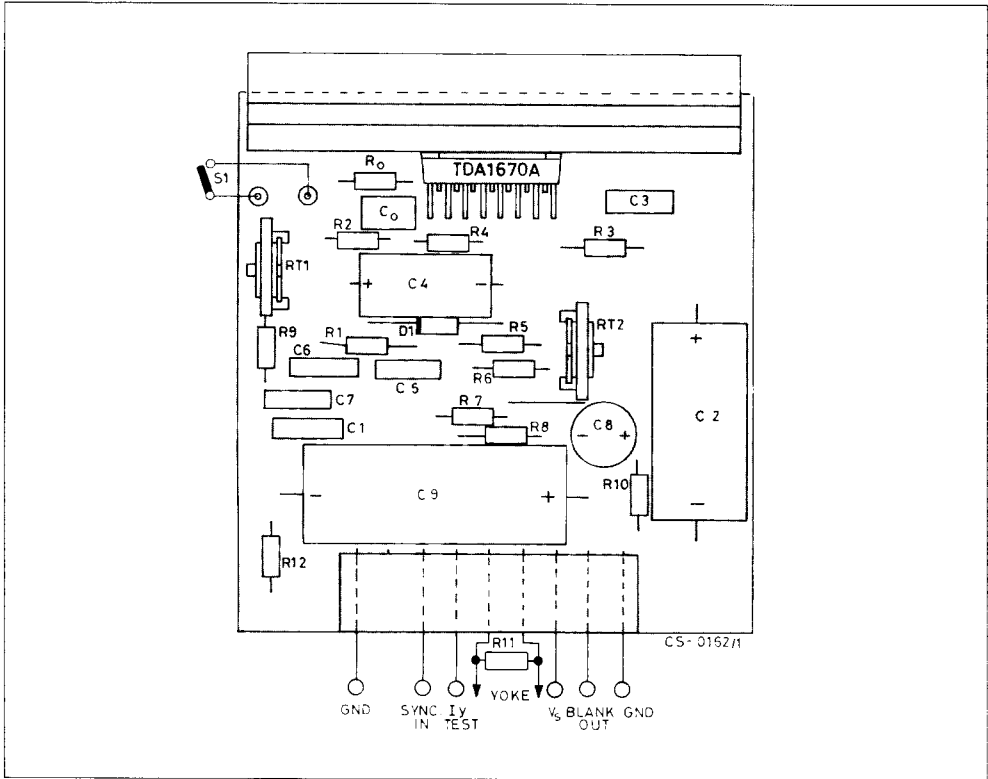 TDA1670A
S1
Ro
Co
C3
R2
R4
R3
RT1
+ C4 -
D1
R5
RT2
R9
R1
C6
C5
R6
+
C7
R7
C1
R8
- C8 +
C2
- C9 +
R10
-
R12
CS-0162/1
R11
YOKE
GND
SYNC. IN
Iy TEST
Vs
BLANK OUT
GND